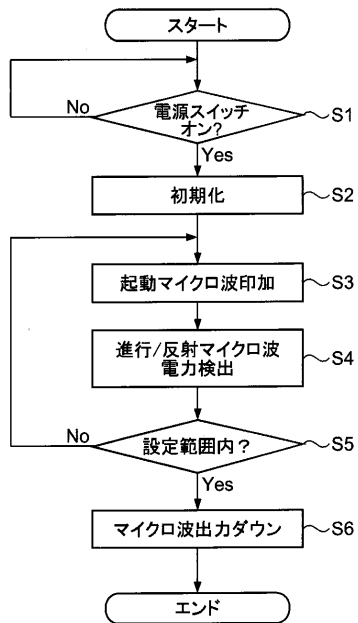 スタート
電源スイッチ
オン?
S1
No
Yes
初期化
S2
起動マイクロ波印加
S3
進行/反射マイクロ波
電力検出
S4
設定範囲内?
S5
No
Yes
マイクロ波出力ダウン
S6
エンド